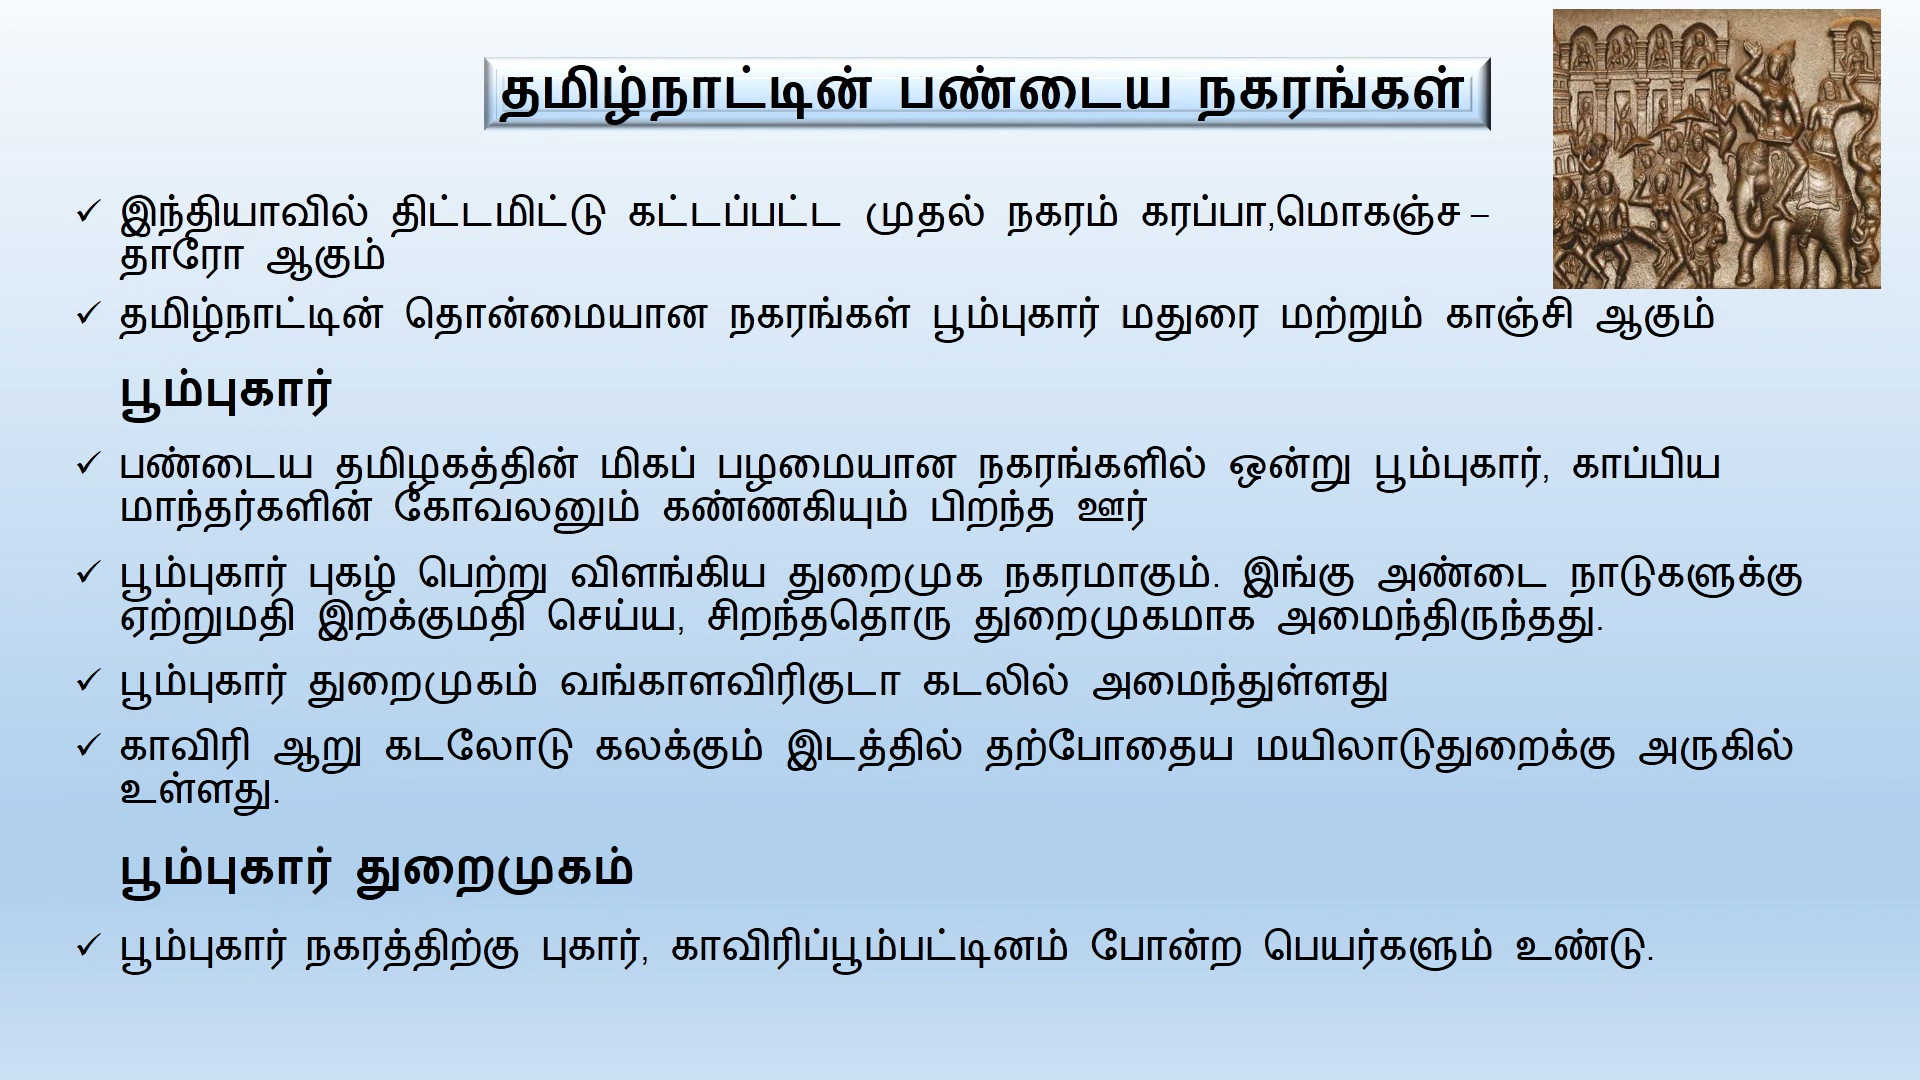 தமிழ்நாட்டின் பண்டைய நகரங்கள்
✓ இந்தியாவில் திட்டமிட்டு கட்டப்பட்ட முதல் நகரம் கரப்பா,மொகஞ்ச –
தாரோ ஆகும்
✓ தமிழ்நாட்டின் தொன்மையான நகரங்கள் பூம்புகார் மதுரை மற்றும் காஞ்சி ஆகும்
பூம்புகார்
✓ பண்டைய தமிழகத்தின் மிகப் பழமையான நகரங்களில் ஒன்று பூம்புகார், காப்பிய
மாந்தர்களின் கோவலனும் கண்ணகியும் பிறந்த ஊர்
✓ பூம்புகார் புகழ் பெற்று விளங்கிய துறைமுக நகரமாகும். இங்கு அண்டை நாடுகளுக்கு
ஏற்றுமதி இறக்குமதி செய்ய, சிறந்ததொரு துறைமுகமாக அமைந்திருந்தது.
✓ பூம்புகார் துறைமுகம் வங்காளவிரிகுடா கடலில் அமைந்துள்ளது
✓ காவிரி ஆறு கடலோடு கலக்கும் இடத்தில் தற்போதைய மயிலாடுதுறைக்கு அருகில்
உள்ளது.
பூம்புகார் துறைமுகம்
✓ பூம்புகார் நகரத்திற்கு புகார், காவிரிப்பூம்பட்டினம் போன்ற பெயர்களும் உண்டு.